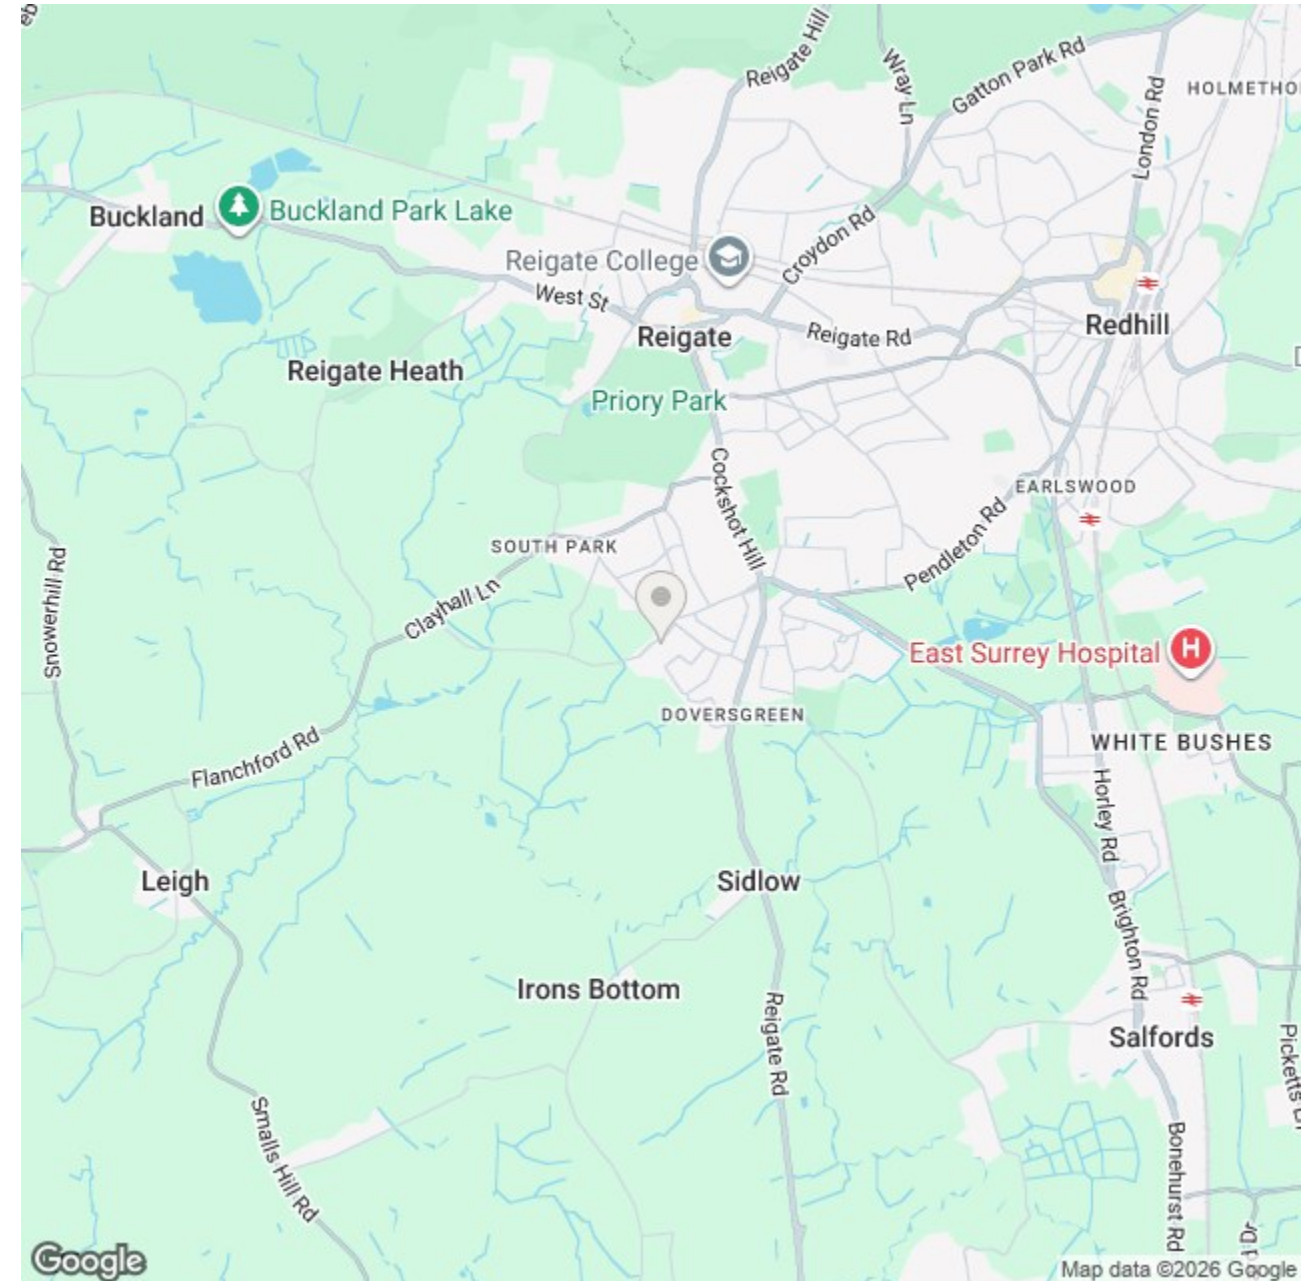 Reigate Hill
Wray Ln
Gatton Park Rd
London Rd
HOLMETHO
Buckland
Buckland Park Lake
Reigate College
Croydon Rd
West St
Reigate
Reigate Rd
Redhill
Reigate Heath
Priory Park
Cockshot Hill
EARLSWOOD
SOUTH PARK
Pendleton Rd
Snowerhill Rd
Clayhall Ln
East Surrey Hospital
H
DOVERSGREEN
WHITE BUSHES
Flanchford Rd
Horley Rd
Leigh
Sidlow
Brighton Rd
Irons Bottom
Reigate Rd
Salfords
Picketts
Smalls Hill Rd
Bonehurst Rd
Google
Map data ©2026 Google